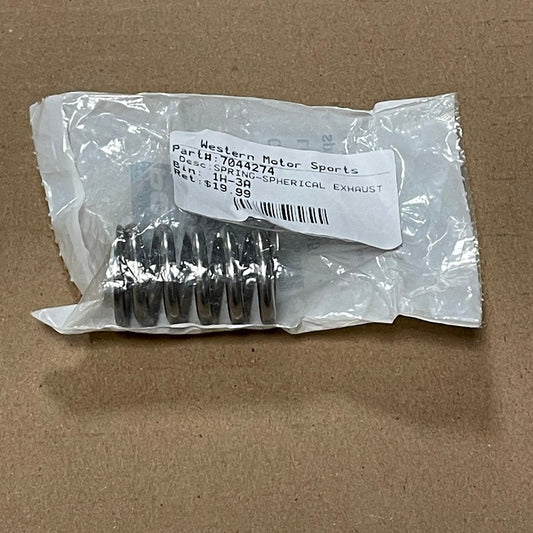 Western Motor Sports
Part#:7044274
Desc:SPRING-SPHERICAL EXHAUST
Bin: 1H-3A
Ret:$19.99